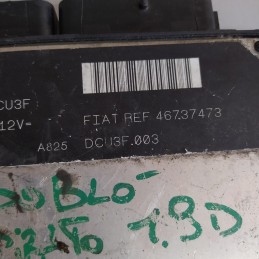 CU3F
12V=
FIAT REF 46737473
A825 DCU3F.003
DOBLO
1.9D